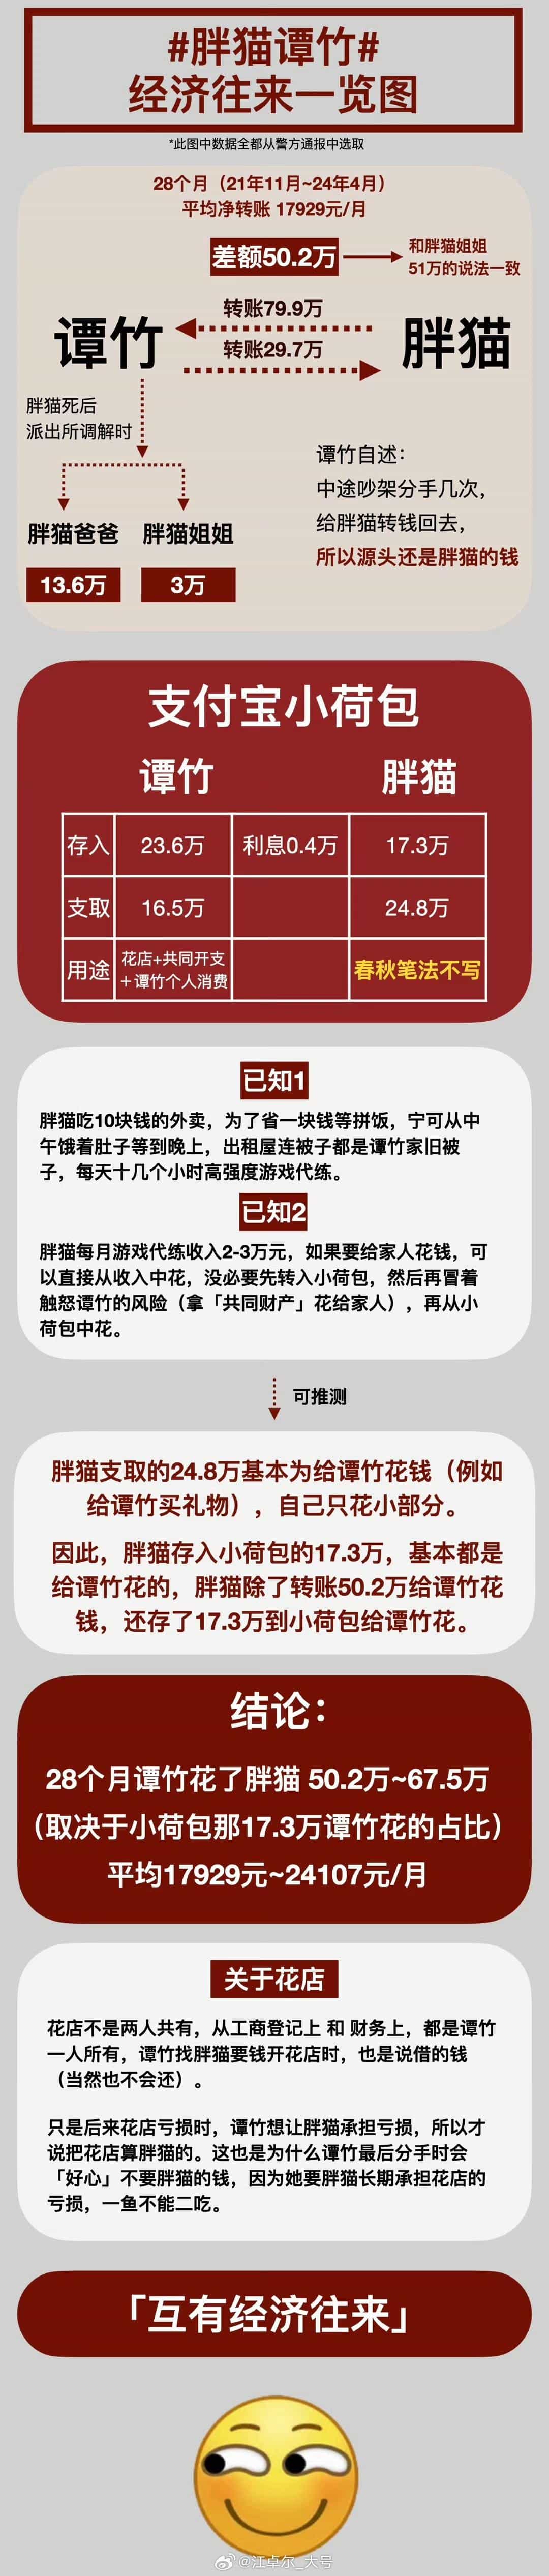 #胖猫谭竹#
经济往来一览图
*此图中数据全都从警方通报中选取
28个月（21年11月~24年4月）
平均净转账 17929元/月
差额50.2万
和胖猫姐姐
51万的说法一致
转账79.9万
谭竹
胖猫
转账29.7万
胖猫死后
派出所调解时
胖猫爸爸
胖猫姐姐
13.6万
3万
谭竹自述：
中途吵架分手几次，
给胖猫转钱回去，
所以源头还是胖猫的钱
支付宝小荷包
谭竹
胖猫
存入
23.6万
利息0.4万
17.3万
支取
16.5万
24.8万
用途
花店+共同开支
+谭竹个人消费
春秋笔法不写
已知1
胖猫吃10块钱的外卖，为了省一块钱等拼饭，宁可从中
午饿着肚子等到晚上，出租屋连被子都是谭竹家旧被
子，每天十几个小时高强度游戏代练。
已知2
胖猫每月游戏代练收入2-3万元，如果要给家人花钱，可
以直接从收入中花，没必要先转入小荷包，然后再冒着
触怒谭竹的风险（拿「共同财产」花给家人），再从小
荷包中花。
可推测
胖猫支取的24.8万基本为给谭竹花钱（例如
给谭竹买礼物），自己只花小部分。
因此，胖猫存入小荷包的17.3万，基本都是
给谭竹花的，胖猫除了转账50.2万给谭竹花
钱，还存了17.3万到小荷包给谭竹花。
结论：
28个月谭竹花了胖猫 50.2万~67.5万
（取决于小荷包那17.3万谭竹花的占比）
平均17929元~24107元/月
关于花店
花店不是两人共有，从工商登记上 和 财务上，都是谭竹
一人所有，谭竹找胖猫要钱开花店时，也是说借的钱
（当然也不会还）。
只是后来花店亏损时，谭竹想让胖猫承担亏损，所以才
说把花店算胖猫的。这也是为什么谭竹最后分手时会
「好心」不要胖猫的钱，因为她要胖猫长期承担花店的
亏损，一鱼不能二吃。
「互有经济往来」
@江卓尔_大号